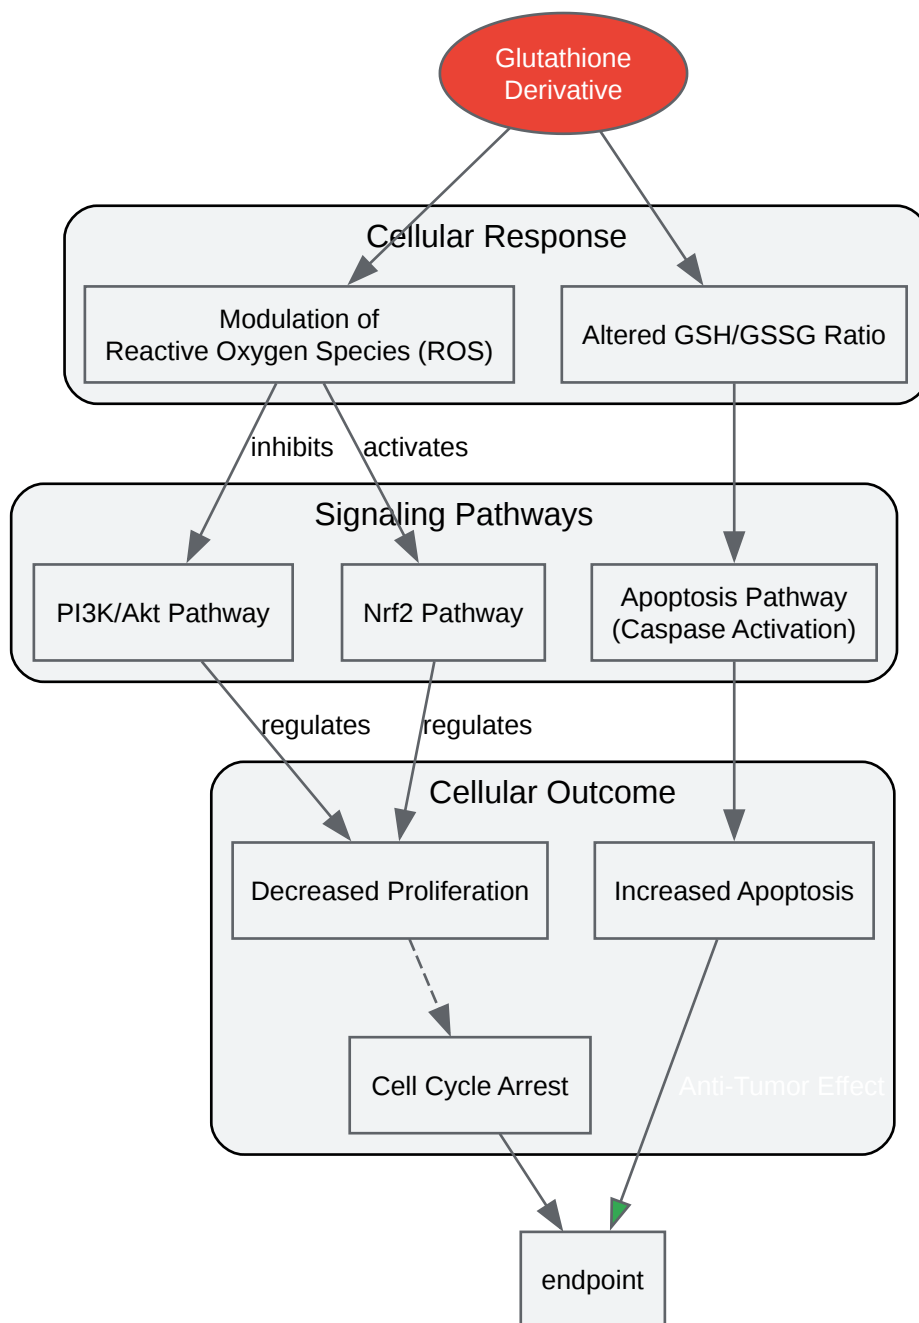 Glutathione
Derivative
Cellular Response
Modulation of
Reactive Oxygen Species (ROS)
Altered GSH/GSSG Ratio
inhibits
activates
Signaling Pathways
PI3K/Akt Pathway
Nrf2 Pathway
Apoptosis Pathway
(Caspase Activation)
regulates
regulates
Cellular Outcome
Decreased Proliferation
Increased Apoptosis
Cell Cycle Arrest
Anti-Tumor Effect
endpoint